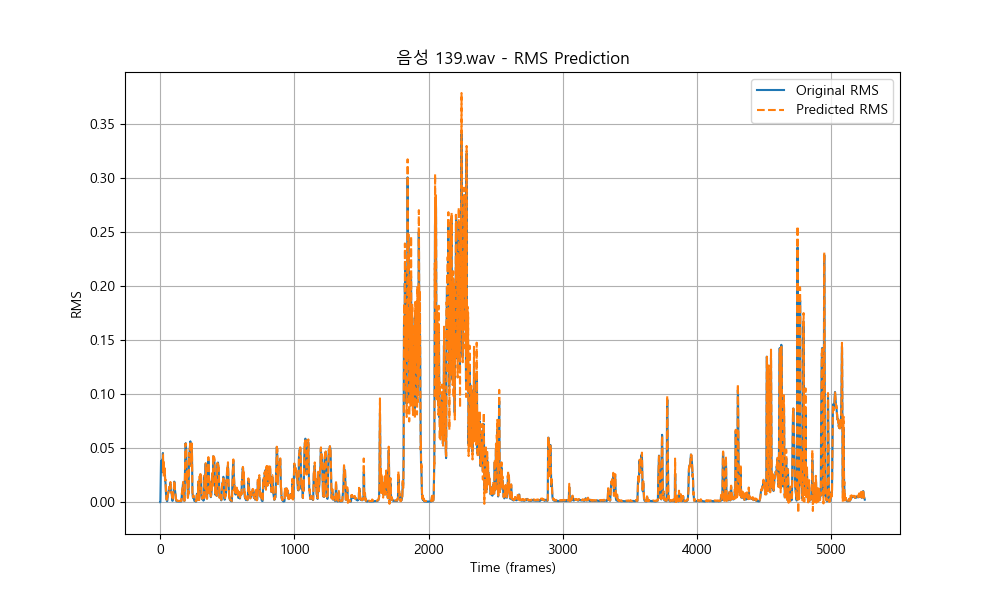 음성 139.wav - RMS Prediction
Original RMS
Predicted RMS
0.35
0.30
0.25
0.20
0.15
0.10
0.05
0.00
RMS
0 1000 2000 3000 4000 5000
Time (frames)